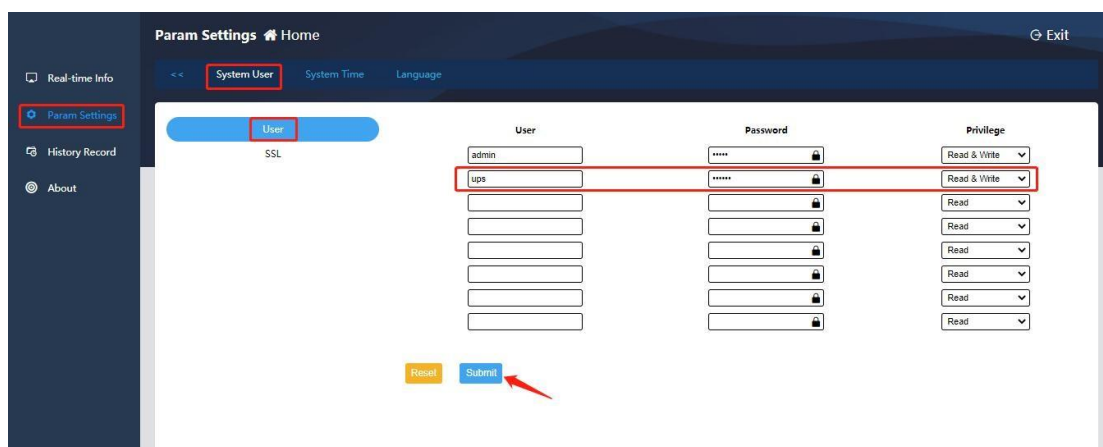 Param Settings Home Exit
Real-time Info
Param Settings
History Record
About
<< System User System Time Language
User
SSL
User Password Privilege
admin ••••• Read & Write
ups •••••• Read & Write
Read
Read
Read
Read
Read
Read
Reset Submit